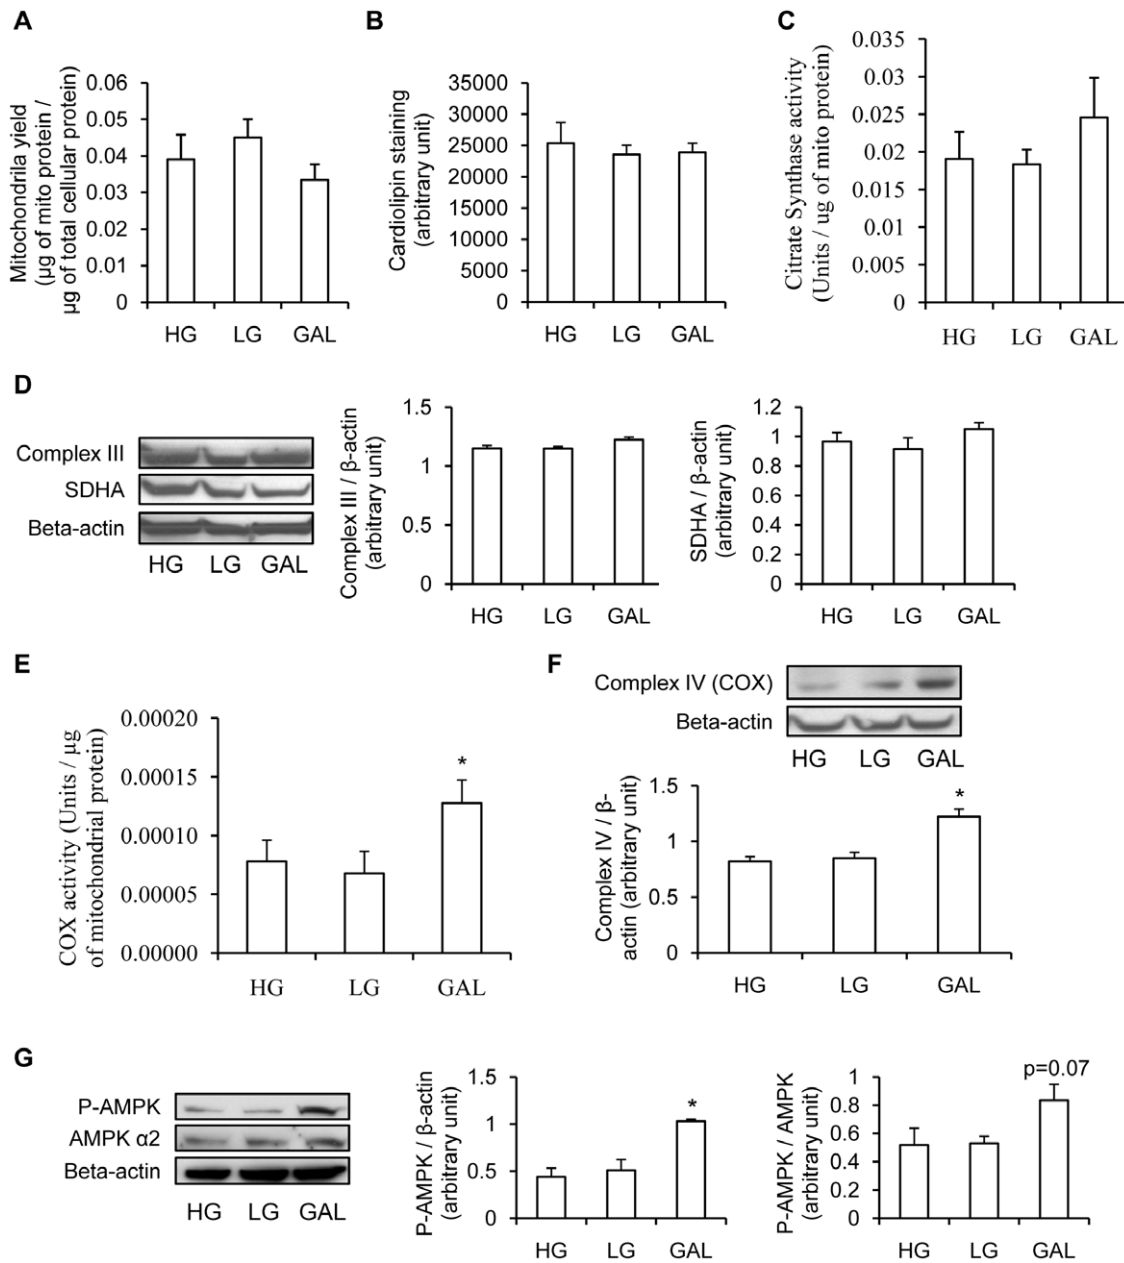 A
Mitochondrila yield
(µg of mito protein /
µg of total cellular protein)
0.06
0.05
0.04
0.03
0.02
0.01
0
HG LG GAL
B
Cardiolipin staining
(arbitrary unit)
35000
30000
25000
20000
15000
10000
5000
0
HG LG GAL
C
Citrate Synthase activity
(Units / ug of mito protein)
0.035
0.03
0.025
0.02
0.015
0.01
0.005
0
HG LG GAL
D
Complex III
SDHA
Beta-actin
HG LG GAL
Complex III / β-actin
(arbitrary unit)
1.5
1
0.5
0
HG LG GAL
SDHA / β-actin
(arbitrary unit)
1.2
1
0.8
0.6
0.4
0.2
0
HG LG GAL
E
COX activity (Units / µg
of mitochondrial protein)
0.00020
0.00015
0.00010
0.00005
0.00000
*
HG LG GAL
F
Complex IV (COX)
Beta-actin
HG LG GAL
Complex IV / β-
actin (arbitrary unit)
1.5
1
0.5
0
*
HG LG GAL
G
P-AMPK
AMPK α2
Beta-actin
HG LG GAL
P-AMPK / β-actin
(arbitrary unit)
1.5
1
0.5
0
*
HG LG GAL
P-AMPK / AMPK
(arbitrary unit)
1
0.8
0.6
0.4
0.2
0
p=0.07
HG LG GAL